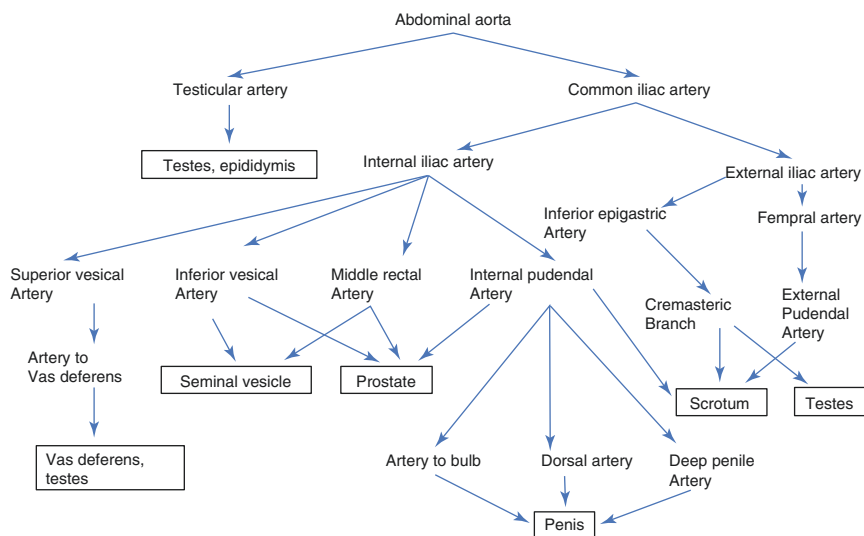 Abdominal aorta
Testicular artery
Common iliac artery
Testes, epididymis
Internal iliac artery
External iliac artery
Inferior epigastric
Artery
Fempral artery
Superior vesical
Artery
Inferior vesical
Artery
Middle rectal
Artery
Internal pudendal
Artery
Cremasteric
Branch
External
Pudendal
Artery
Artery to
Vas deferens
Seminal vesicle
Prostate
Scrotum
Testes
Vas deferens,
testes
Artery to bulb
Dorsal artery
Deep penile
Artery
Penis